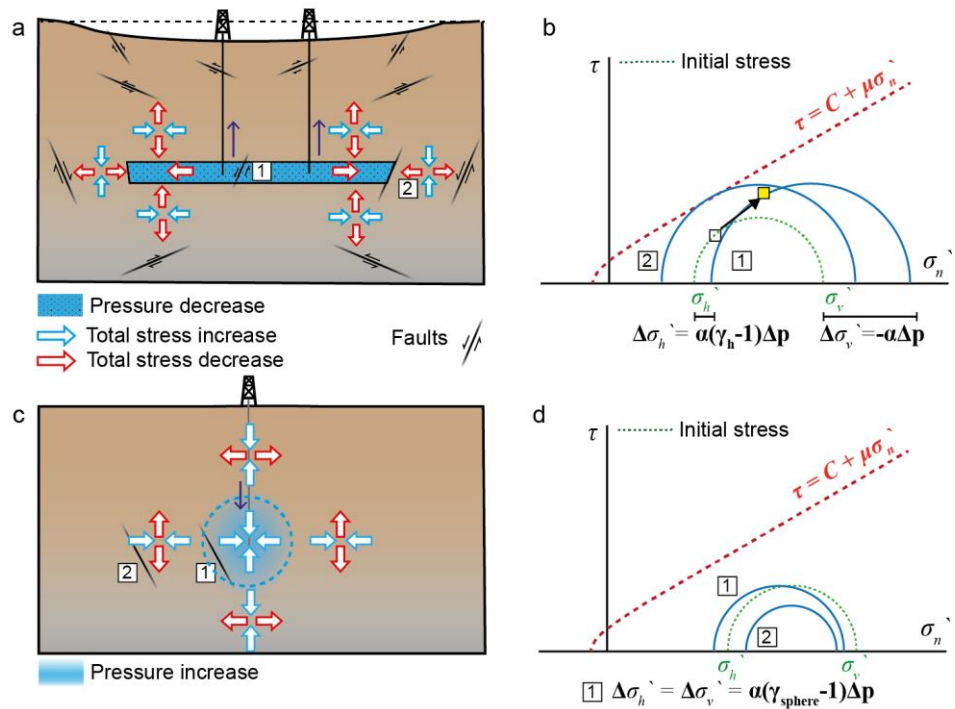 a
1
2
Pressure decrease
Total stress increase
Total stress decrease
Faults
b
τ
Initial stress
τ = C + μσn`
2
1
σn`
σh`
σv`
Δσh`= α(γh-1)Δp
Δσv`=-αΔp
c
2
1
Pressure increase
d
τ
Initial stress
τ = C + μσn`
1
2
σn`
σh`
σv`
1 Δσh` = Δσv` = α(γsphere-1)Δp